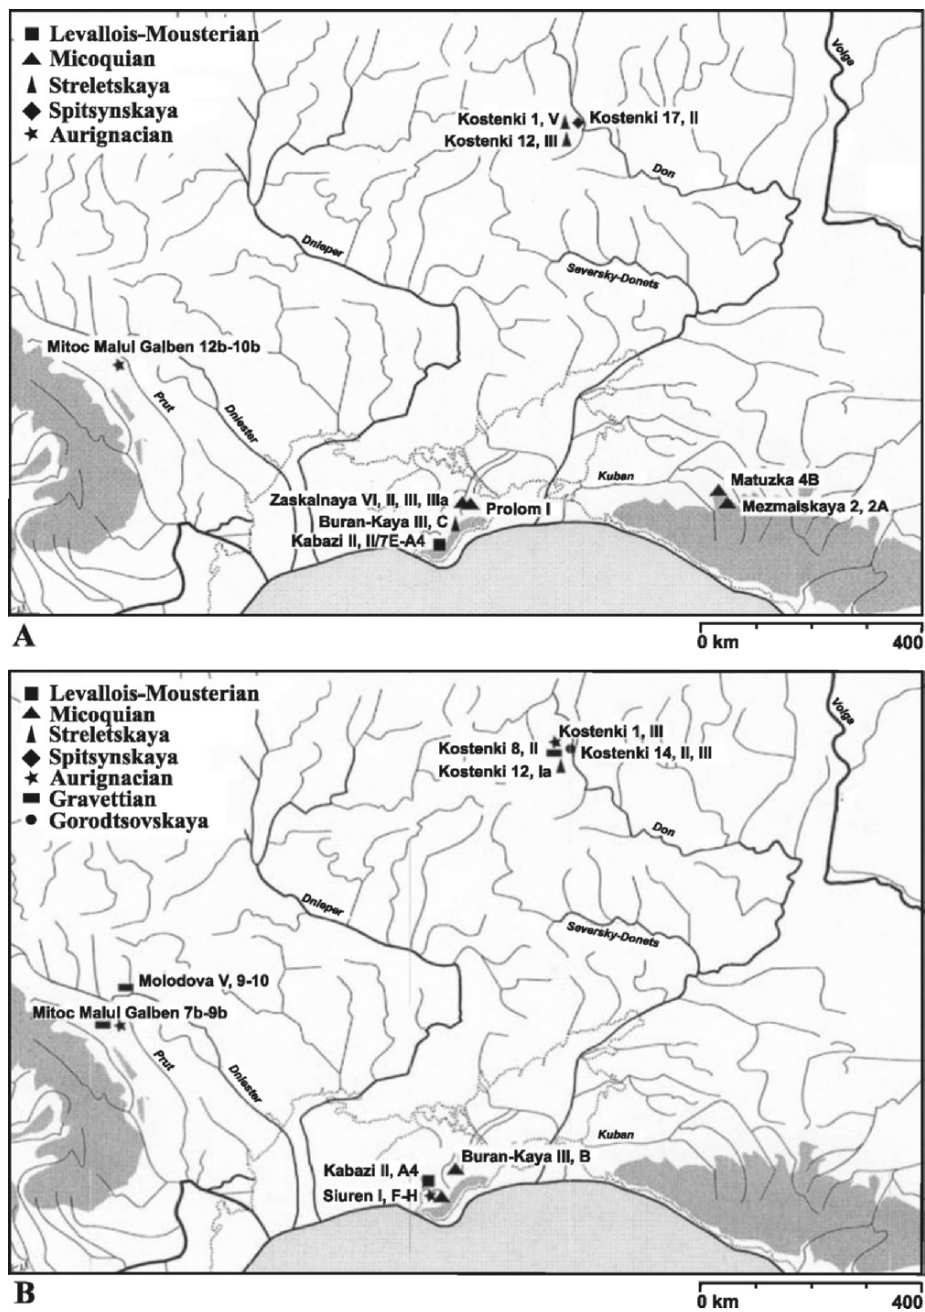 Levallois-Mousterian
Micoquian
Streletskaya
Spitsynskaya
Aurignacian
Volga
Kostenki 1, V
Kostenki 17, II
Kostenki 12, III
Don
Dnieper
Seversky-Donets
Mitoc Malul Galben 12b-10b
Prut
Dniester
Kuban
Matuzka 4B
Zaskalnaya VI, II, III, IIIa
Prolom I
Mezmaiskaya 2, 2A
Buran-Kaya III, C
Kabazi II, II/7E-A4
A
0 km 400
Levallois-Mousterian
Micoquian
Streletskaya
Spitsynskaya
Aurignacian
Gravettian
Gorodtsovskaya
Volga
Kostenki 1, III
Kostenki 8, II
Kostenki 14, II, III
Kostenki 12, Ia
Don
Dnieper
Seversky-Donets
Molodova V, 9-10
Mitoc Malul Galben 7b-9b
Prut
Dniester
Kuban
Buran-Kaya III, B
Kabazi II, A4
Siuren I, F-H
B
0 km 400